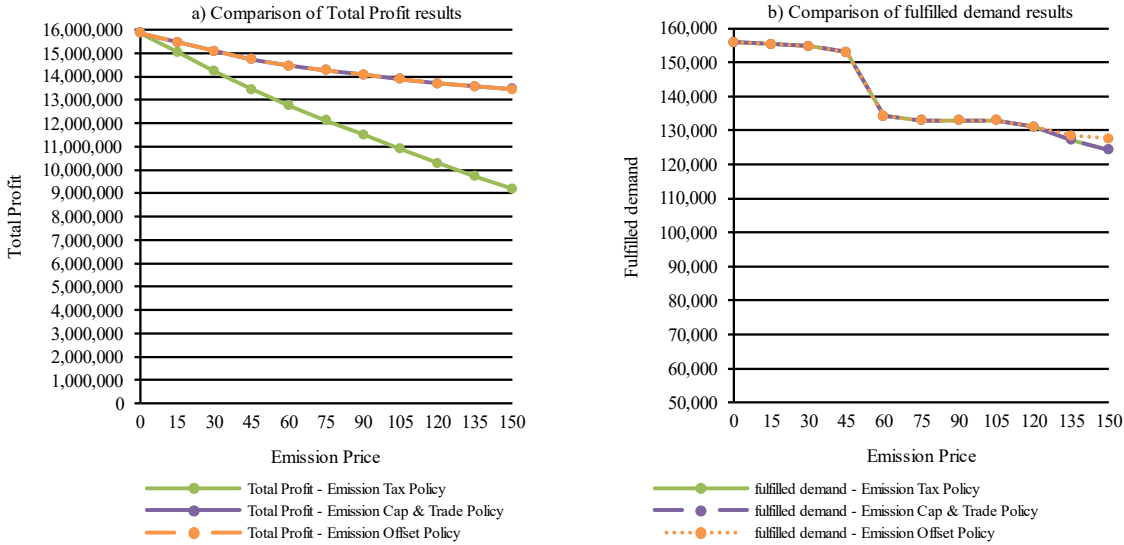 a) Comparison of Total Profit results
Total Profit
16,000,000
15,000,000
14,000,000
13,000,000
12,000,000
11,000,000
10,000,000
9,000,000
8,000,000
7,000,000
6,000,000
5,000,000
4,000,000
3,000,000
2,000,000
1,000,000
0
0 15 30 45 60 75 90 105 120 135 150
Emission Price
Total Profit - Emission Tax Policy
Total Profit - Emission Cap & Trade Policy
Total Profit - Emission Offset Policy
b) Comparison of fulfilled demand results
Fulfilled demand
160,000
150,000
140,000
130,000
120,000
110,000
100,000
90,000
80,000
70,000
60,000
50,000
0 15 30 45 60 75 90 105 120 135 150
Emission Price
fulfilled demand - Emission Tax Policy
fulfilled demand - Emission Cap & Trade Policy
fulfilled demand - Emission Offset Policy